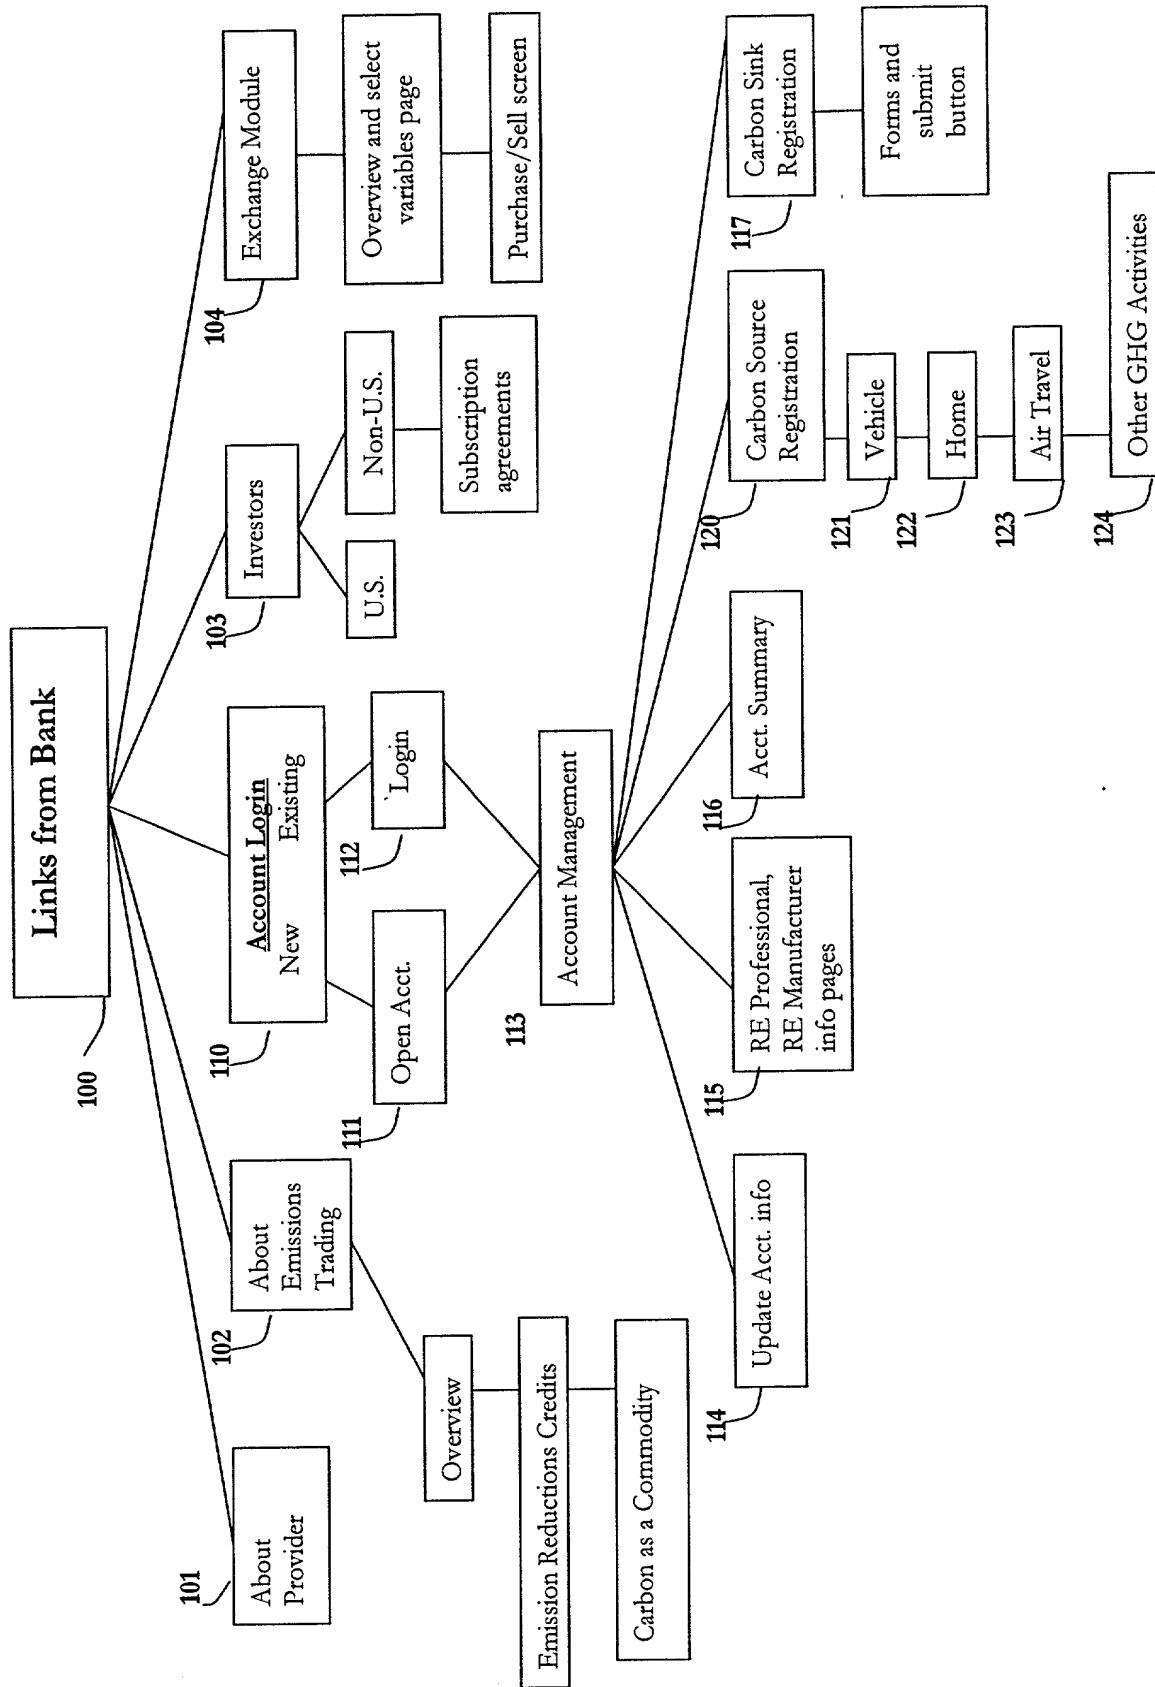 Links from Bank
100
101
About
Provider
102
About
Emissions
Trading
Overview
Emission Reductions Credits
Carbon as a Commodity
110
Account Login
New Existing
111
Open Acct.
112
`Login
103
Investors
U.S.
Non-U.S.
Subscription
agreements
104
Exchange Module
Overview and select
variables page
Purchase/Sell screen
113
Account Management
114
Update Acct. info
115
RE Professional,
RE Manufacturer
info pages
116
Acct. Summary
120
Carbon Source
Registration
121
Vehicle
122
Home
123
Air Travel
124
Other GHG Activities
117
Carbon Sink
Registration
Forms and
submit
button